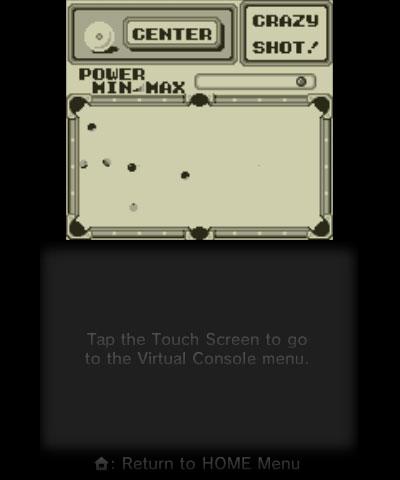 CENTER
CRAZY
SHOT!
POWER
MIN MAX
Tap the Touch Screen to go
to the Virtual Console menu.
: Return to HOME Menu